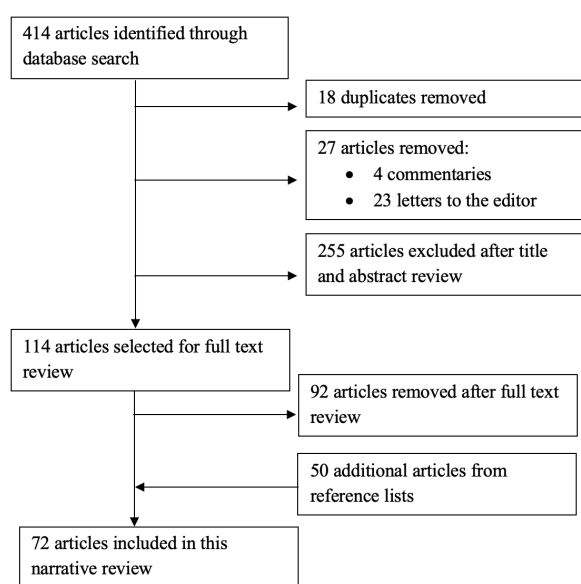 414 articles identified through
database search
18 duplicates removed
27 articles removed:
• 4 commentaries
• 23 letters to the editor
255 articles excluded after title
and abstract review
114 articles selected for full text
review
92 articles removed after full text
review
50 additional articles from
reference lists
72 articles included in this
narrative review